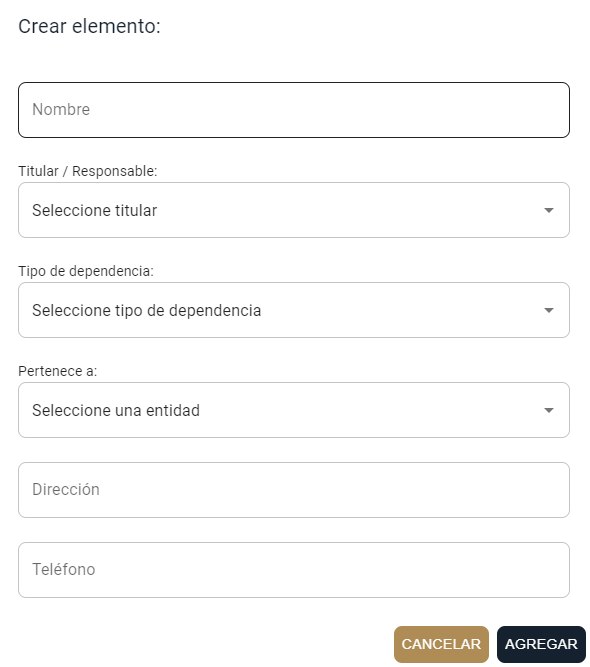 Crear elemento:
Nombre
Titular / Responsable:
Seleccione titular
Tipo de dependencia:
Seleccione tipo de dependencia
Pertenece a:
Seleccione una entidad
Dirección
Teléfono
CANCELAR AGREGAR